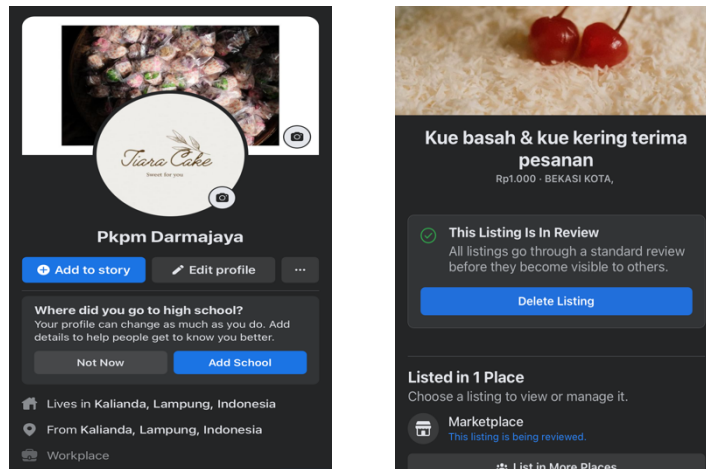 Tiara Cake
Sweet for you
Pkpm Darmajaya
Add to story
Edit profile
Where did you go to high school?
Your profile can change as much as you do. Add
details to help people get to know you better.
Not Now
Add School
Lives in Kalianda, Lampung, Indonesia
From Kalianda, Lampung, Indonesia
Workplace
Kue basah & kue kering terima
pesanan
Rp1.000 · BEKASI KOTA,
This Listing Is In Review
All listings go through a standard review
before they become visible to others.
Delete Listing
Listed in 1 Place
Choose a listing to view or manage it.
Marketplace
This listing is being reviewed.
List in More Places